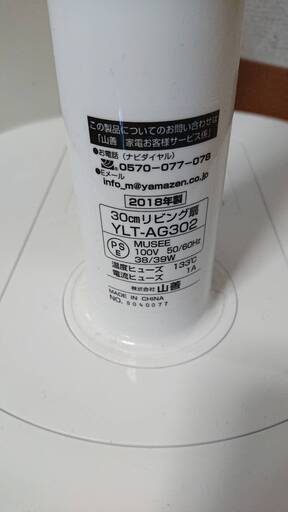 この製品についてのお問い合わせは
「山善 家電お客様サービス係」
●お電話(ナビダイヤル)
0570-077-078
●Eメール
info_m@yamazen.co.jp
2018年製
30cmリビング扇
YLT-AG302
PS
E
MUSEE
100V 50/60Hz
38/39W
温度ヒューズ 133℃
電流ヒューズ 1A
株式会社 山善
MADE IN CHINA
NO. 8040077